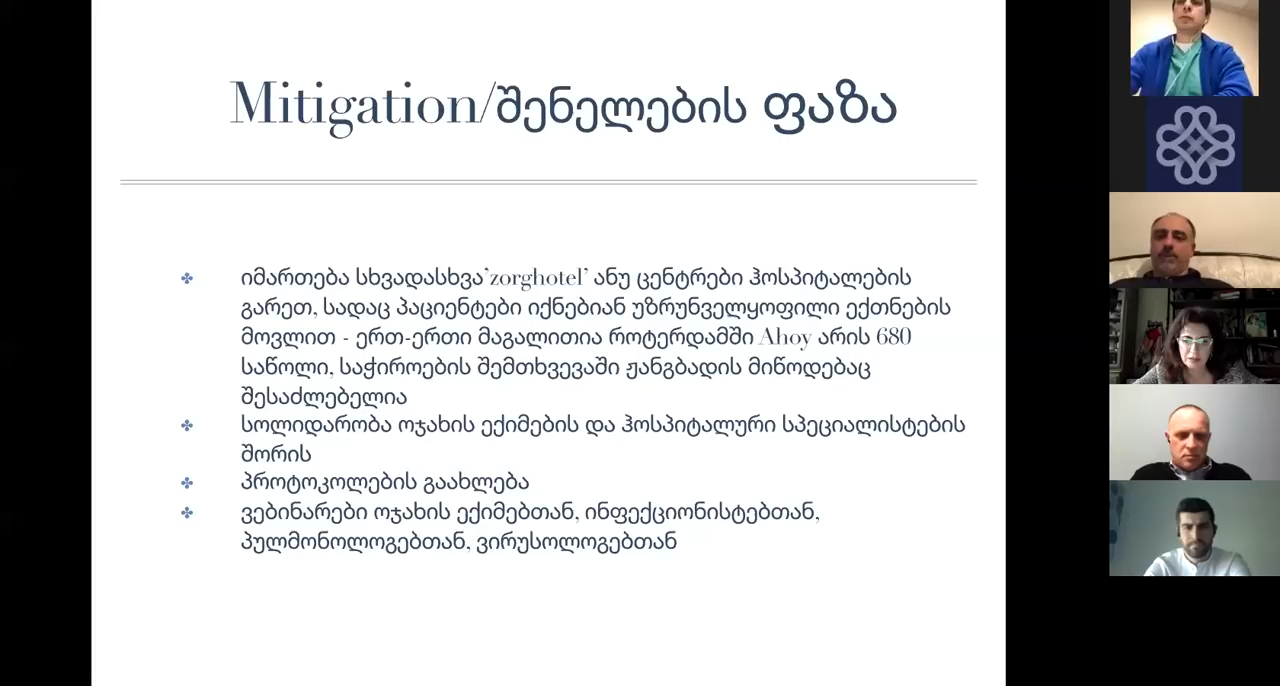 Mitigation/შენელების ფაზა
იმართება სხვადასხვა’zorghotel’ ანუ ცენტრები ჰოსპიტალების
გარეთ, სადაც პაციენტები იქნებიან უზრუნველყოფილი ექთნების
მოვლით - ერთ-ერთი მაგალითია როტერდამში Ahoy არის 680
საწოლი, საჭიროების შემთხვევაში ჟანგბადის მიწოდებაც
შესაძლებელია
სოლიდარობა ოჯახის ექიმების და ჰოსპიტალური სპეციალისტების
შორის
პროტოკოლების გაახლება
ვებინარები ოჯახის ექიმებთან, ინფექციონისტებთან,
პულმონოლოგებთან, ვირუსოლოგებთან